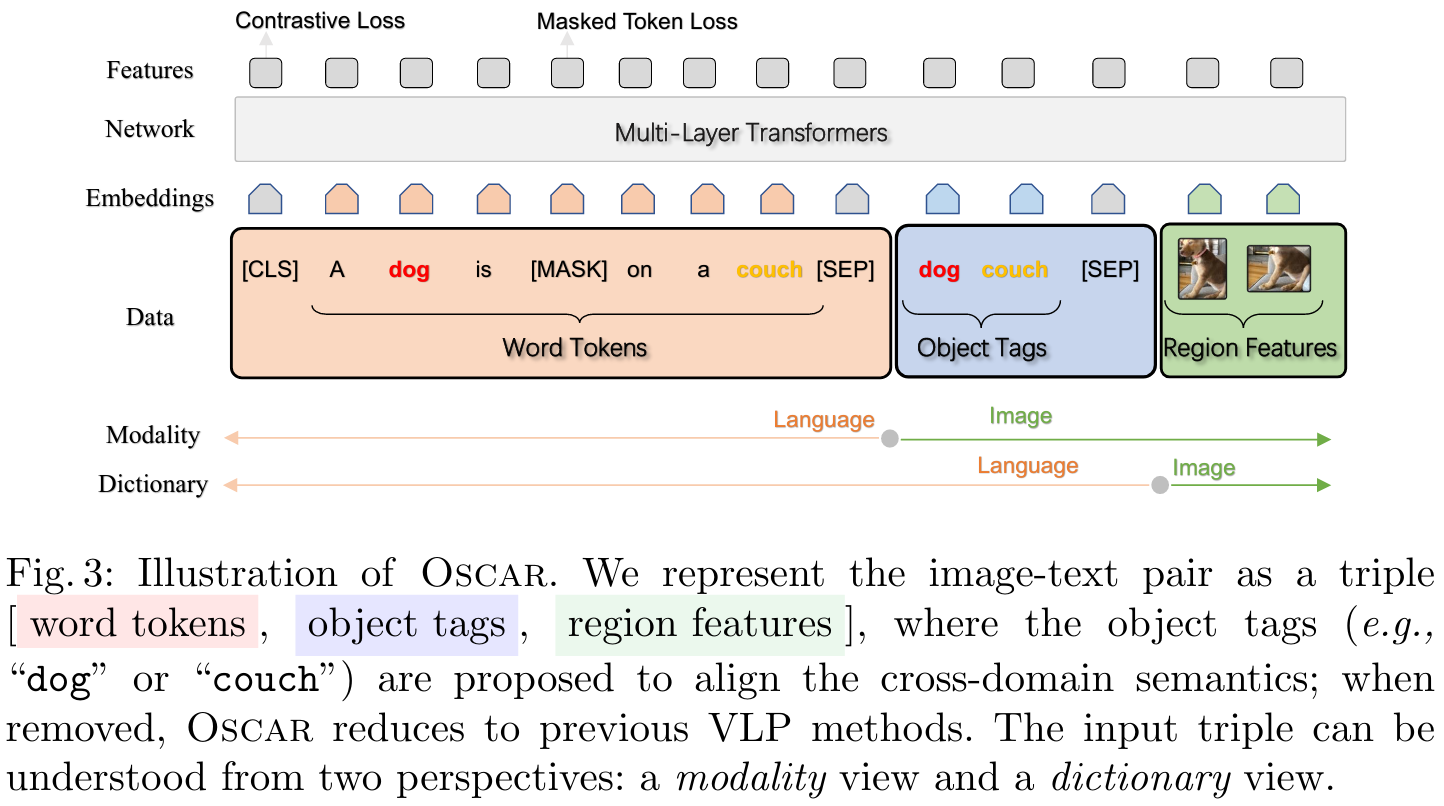 Contrastive Loss Masked Token Loss
Features
Network Multi-Layer Transformers
Embeddings
[CLS] A dog is [MASK] on a couch [SEP] dog couch [SEP]
Data
Word Tokens Object Tags Region Features
Modality Language Image
Dictionary Language Image
Fig. 3: Illustration of OSCAR. We represent the image-text pair as a triple
[ word tokens , object tags , region features ], where the object tags (e.g.,
“dog” or “couch”) are proposed to align the cross-domain semantics; when
removed, OSCAR reduces to previous VLP methods. The input triple can be
understood from two perspectives: a modality view and a dictionary view.